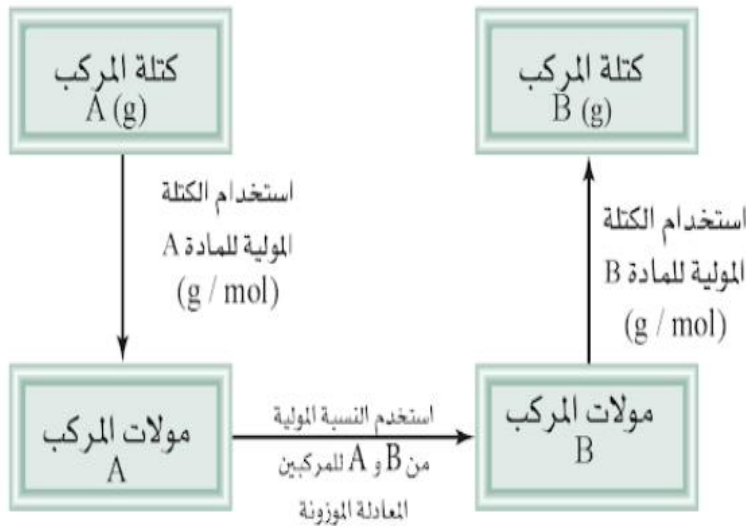 كتلة المركب
A (g)
كتلة المركب
B (g)
استخدام الكتلة
المولية للمادة A
(g / mol)
استخدام الكتلة
المولية للمادة B
(g / mol)
مولات المركب
A
استخدم النسبة المولية
للمركبين A و B من
المعادلة الموزونة
مولات المركب
B